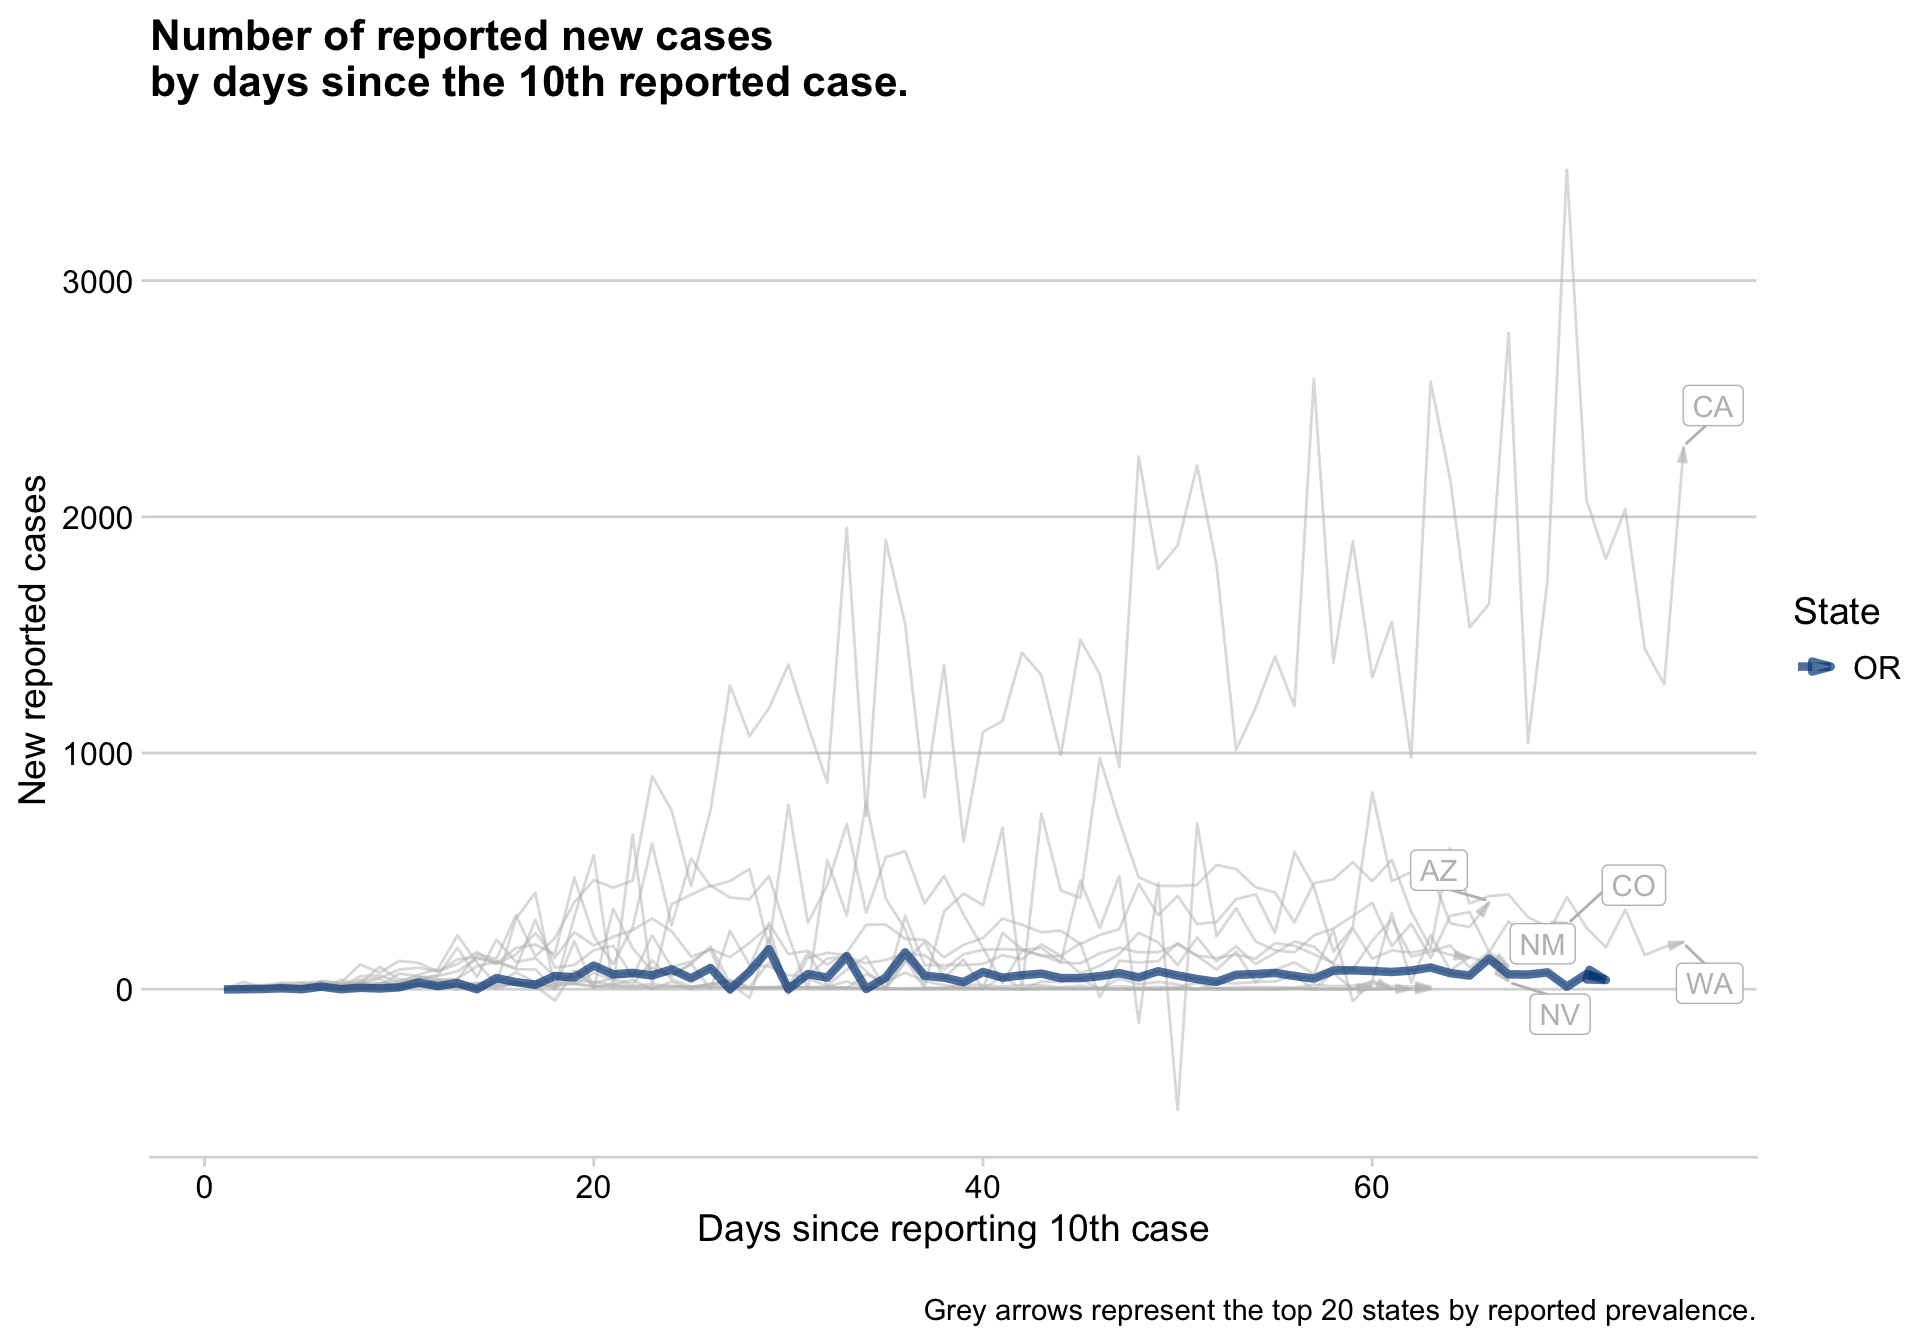 Number of reported new cases
by days since the 10th reported case.
3000
2000
1000
0
New reported cases
CA
AZ
CO
NM
WA
NV
State
OR
0
20
40
60
Days since reporting 10th case
Grey arrows represent the top 20 states by reported prevalence.